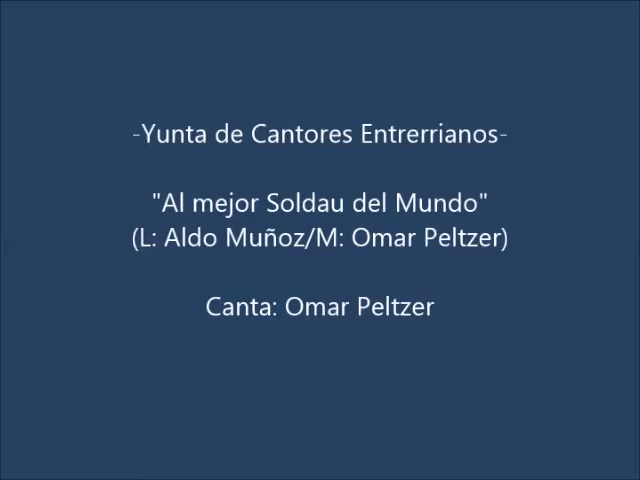 -Yunta de Cantores Entrerrianos-
"Al mejor Soldau del Mundo"
(L: Aldo Muñoz/M: Omar Peltzer)
Canta: Omar Peltzer